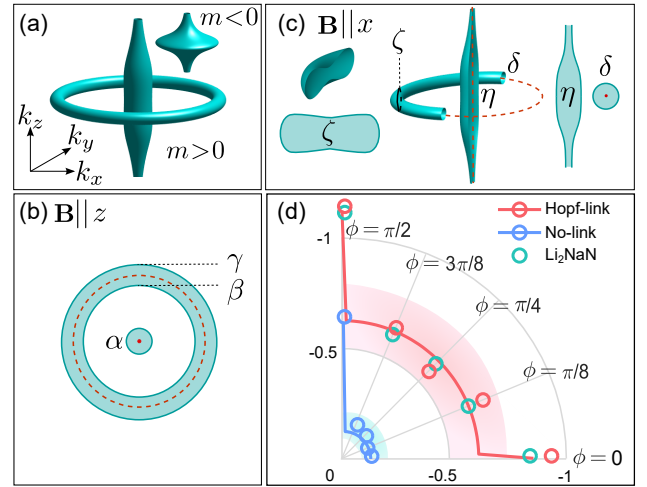 (a)
m<0
k_z
k_y
k_x
m>0
(b) B||z
γ
β
α
(c) B||x
ζ
δ
η
η
δ
ζ
(d)
Hopf-link
No-link
Li₂NaN
-1
ϕ=π/2
ϕ=3π/8
ϕ=π/4
-0.5
ϕ=π/8
ϕ=0
0
-0.5
-1